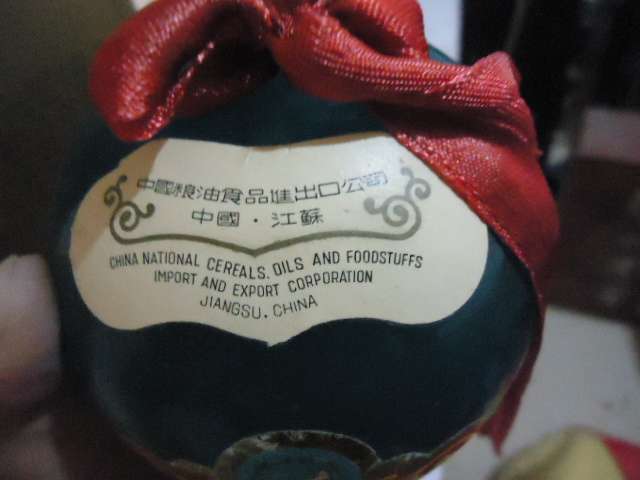 中國粮油食品進出口公司
中國·江蘇
CHINA NATIONAL CEREALS, OILS AND FOODSTUFFS
IMPORT AND EXPORT CORPORATION
JIANGSU, CHINA